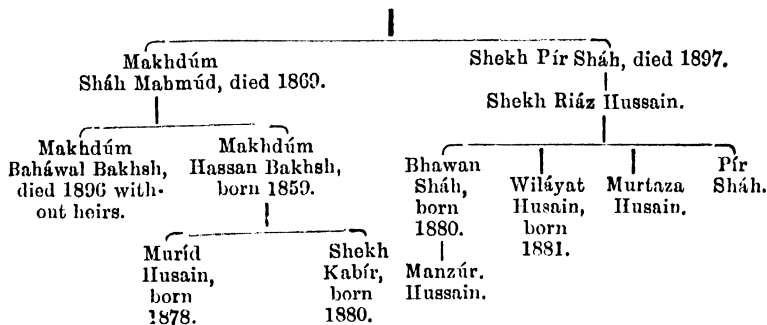 Makhdúm
Sháh Mahmúd, died 1869.
Shekh Pír Sháh, died 1897.
Shekh Riáz Hussain.
Makhdúm
Baháwal Bakhsh,
died 1896 with-
out heirs.
Makhdúm
Hassan Bakhsh,
born 1859.
Bhawan
Sháh,
born
1880.
Wiláyat
Husain,
born
1881.
Murtaza
Husain.
Pír
Sháh.
Muríd
Husain,
born
1878.
Shekh
Kabír,
born
1880.
Manzúr.
Hussain.